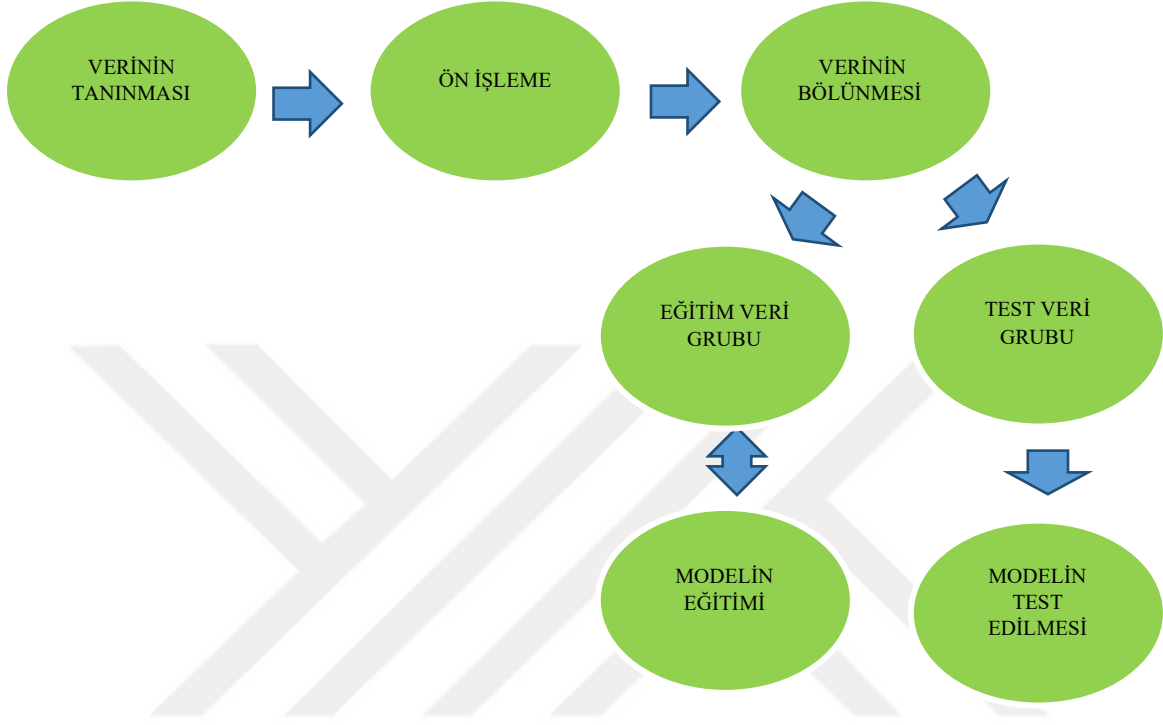 VERİNİN
TANINMASI
ÖN İŞLEME
VERİNİN
BÖLÜNMESİ
EĞİTİM VERİ
GRUBU
TEST VERİ
GRUBU
MODELİN
EĞİTİMİ
MODELİN
TEST
EDİLMESİ